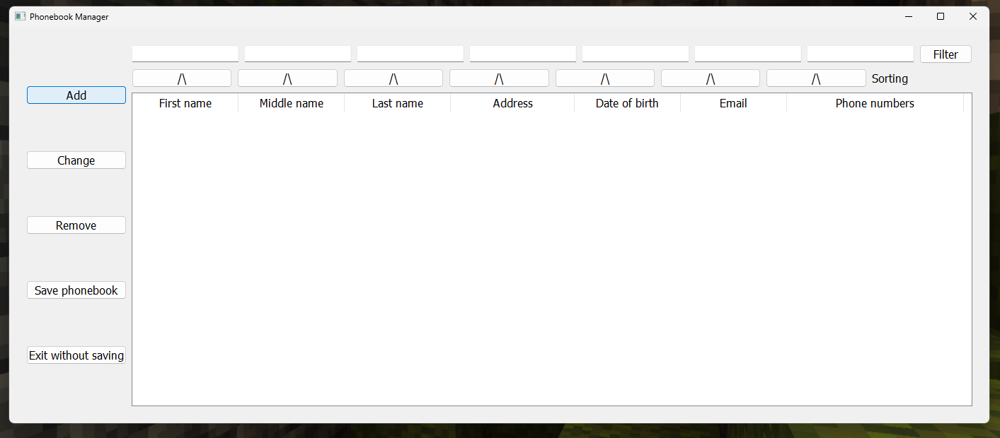 Phonebook Manager
Filter
/\ /\ /\ /\ /\ /\ /\ Sorting
Add
First name Middle name Last name Address Date of birth Email Phone numbers
Change
Remove
Save phonebook
Exit without saving